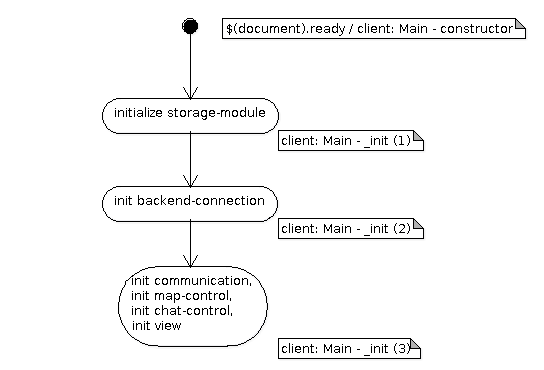 $(document).ready / client: Main - constructor
initialize storage-module
client: Main - _init (1)
init backend-connection
client: Main - _init (2)
init communication,
init map-control,
init chat-control,
init view
client: Main - _init (3)